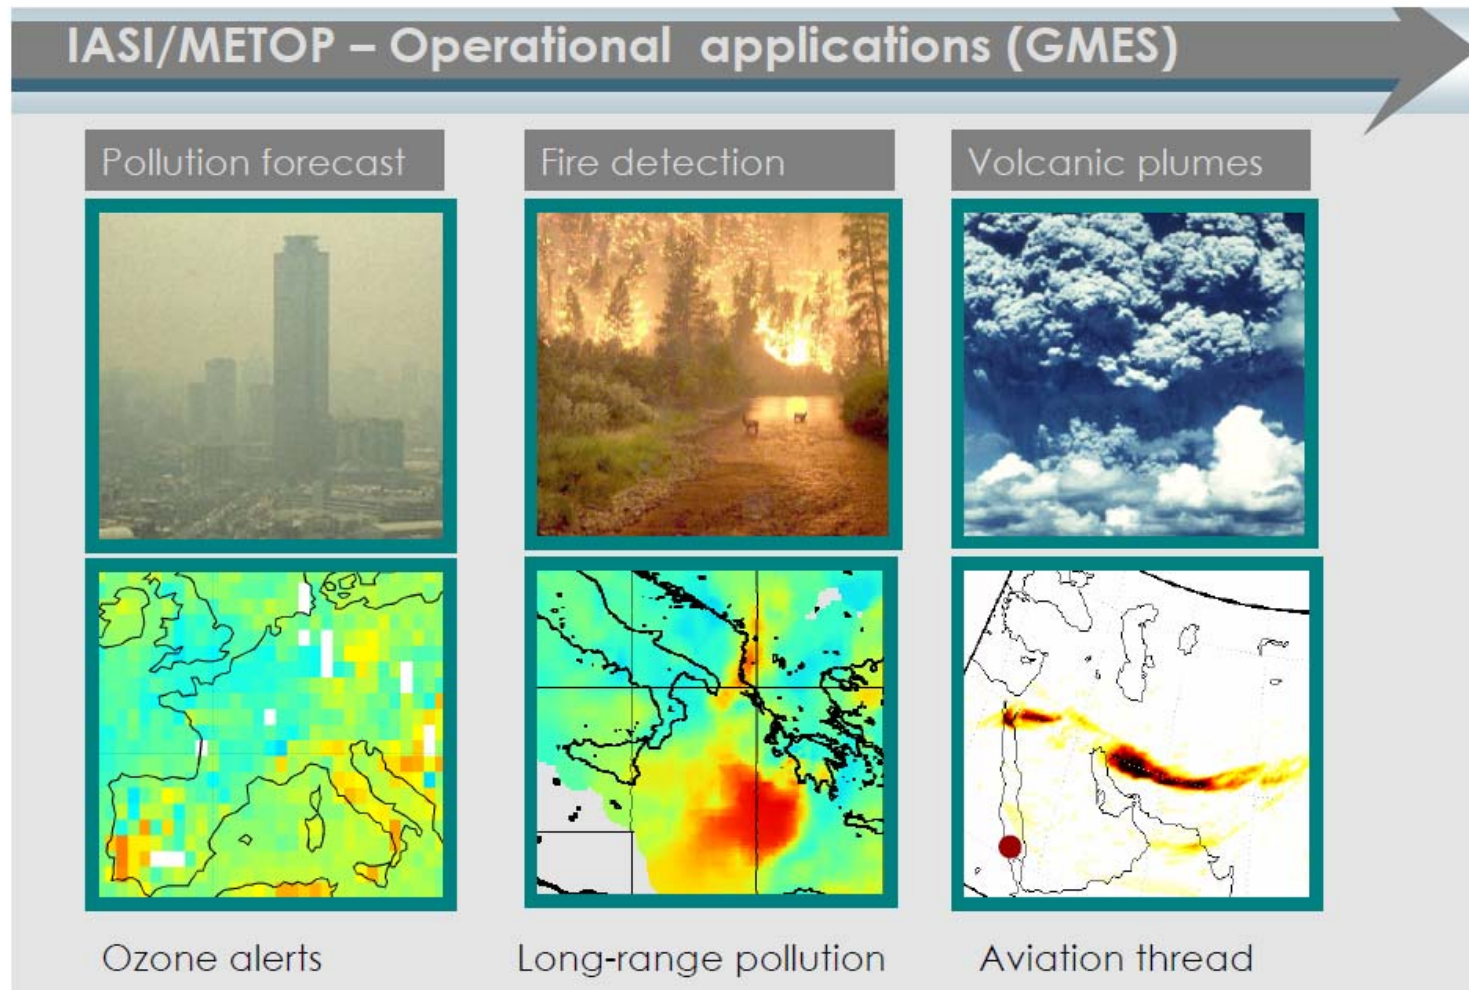 IASI/METOP – Operational applications (GMES)
Pollution forecast
Fire detection
Volcanic plumes
Ozone alerts
Long-range pollution
Aviation thread